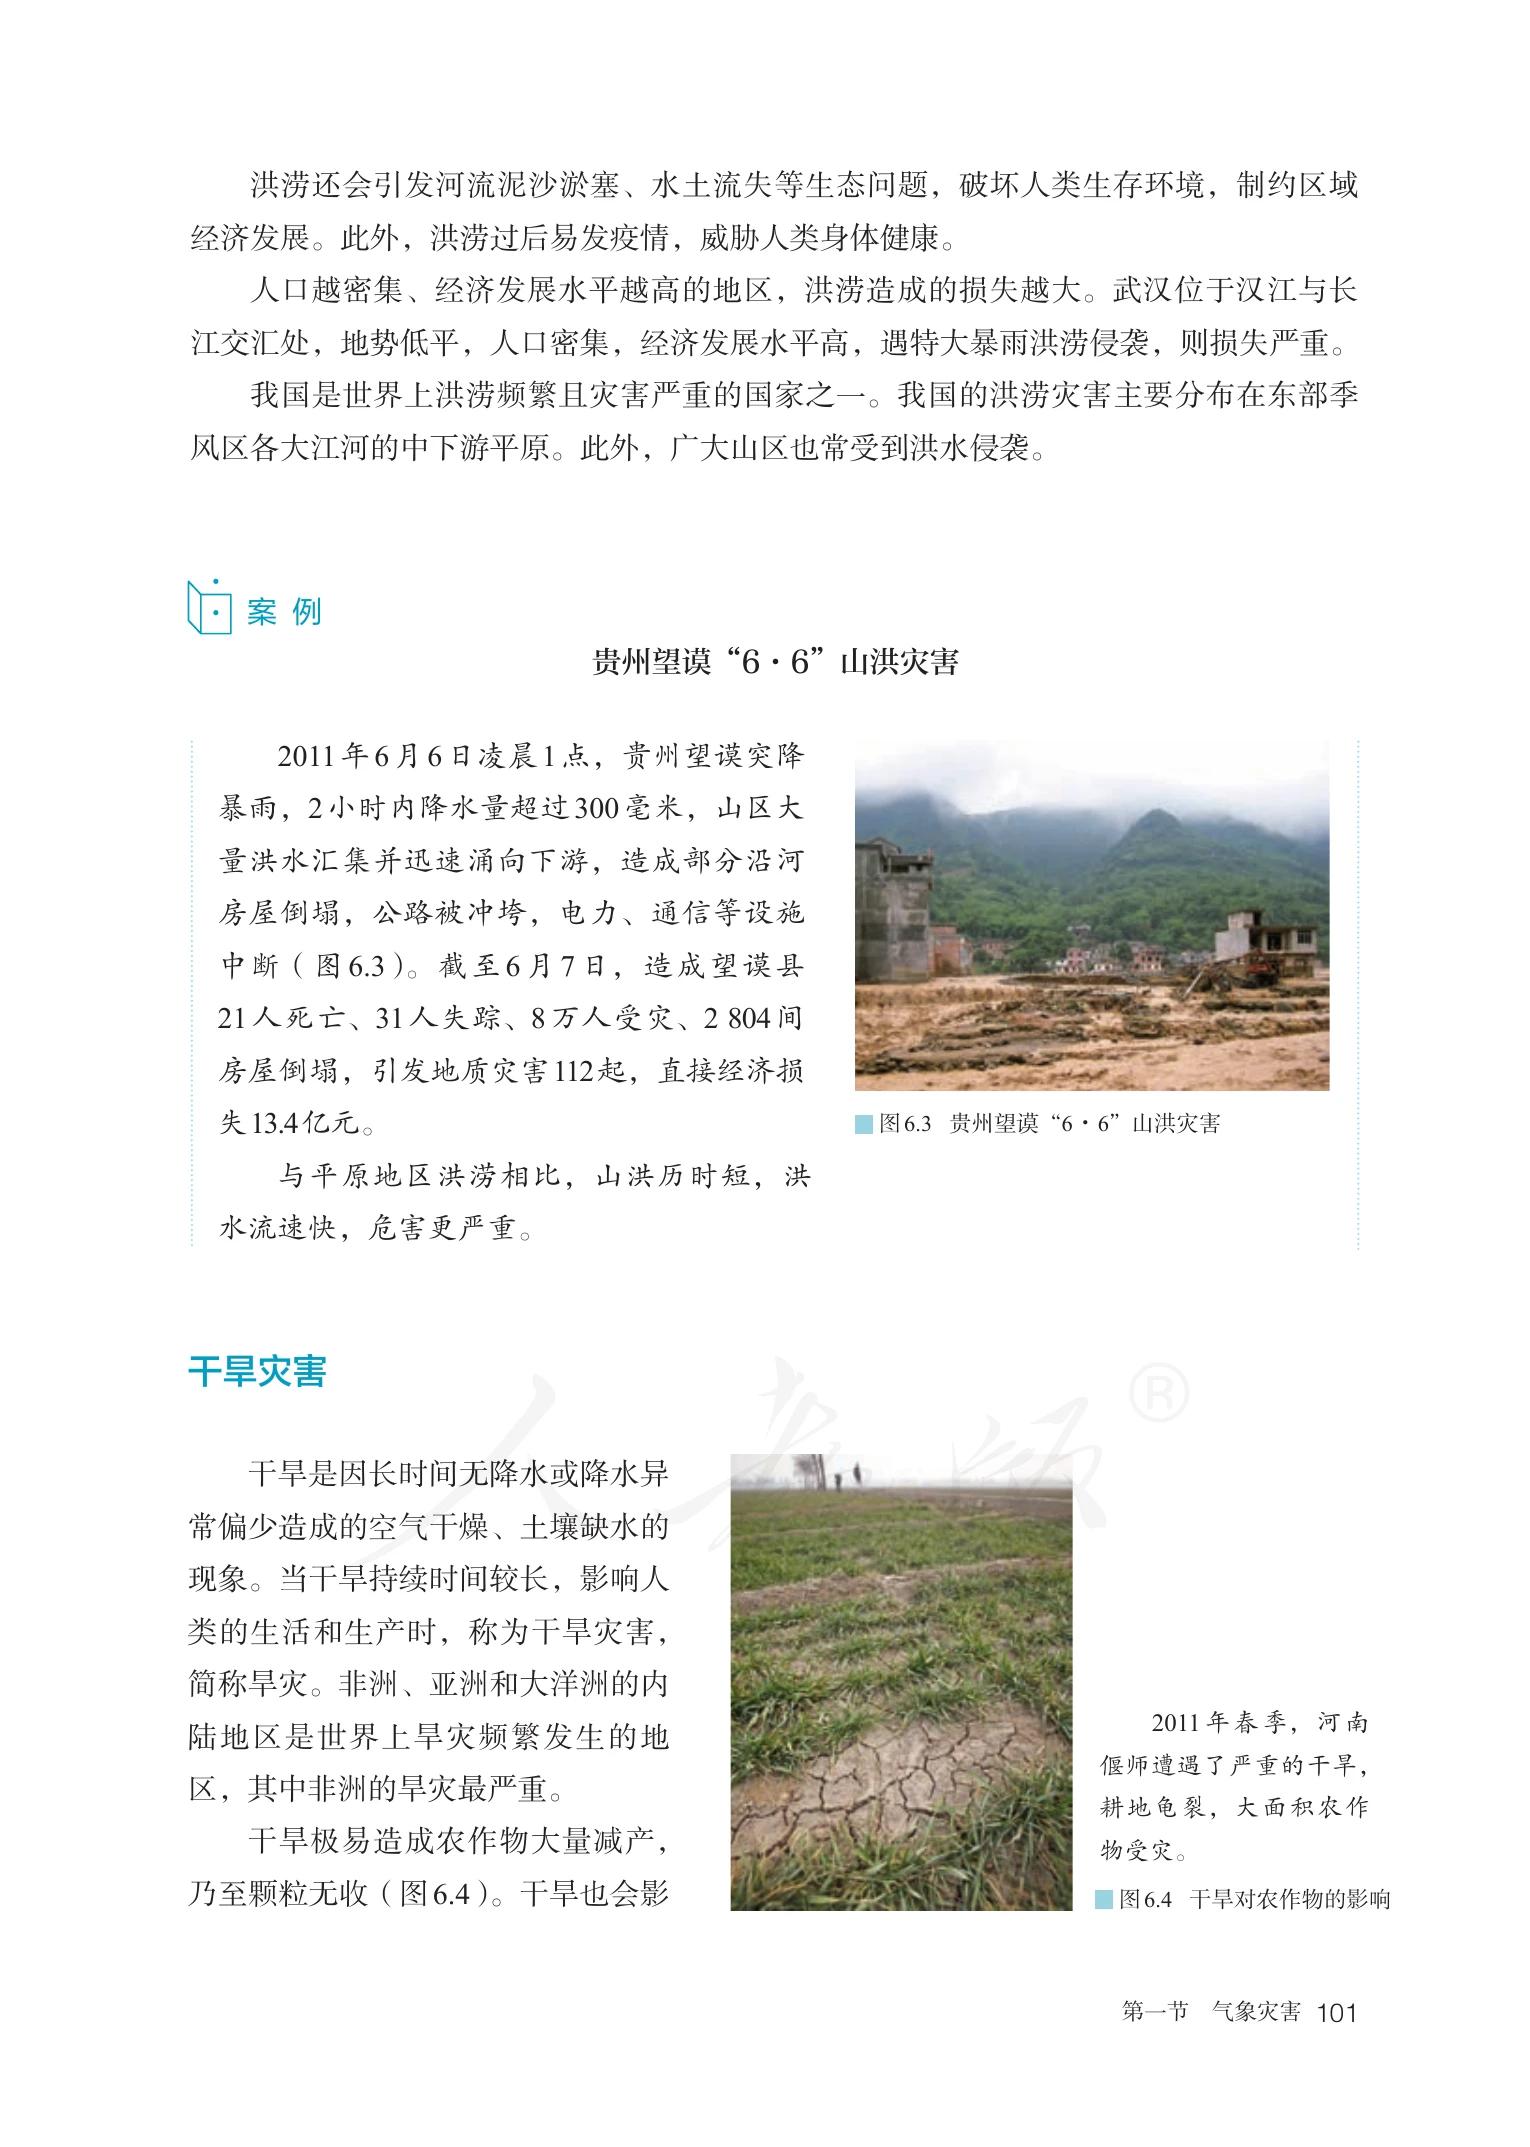 洪涝还会引发河流泥沙淤塞、水土流失等生态问题，破坏人类生存环境，制约区域
经济发展。此外，洪涝过后易发疫情，威胁人类身体健康。
人口越密集、经济发展水平越高的地区，洪涝造成的损失越大。武汉位于汉江与长
江交汇处，地势低平，人口密集，经济发展水平高，遇特大暴雨洪涝侵袭，则损失严重。
我国是世界上洪涝频繁且灾害严重的国家之一。我国的洪涝灾害主要分布在东部季
风区各大江河的中下游平原。此外，广大山区也常受到洪水侵袭。
案例
贵州望谟“6·6”山洪灾害
2011年6月6日凌晨1点，贵州望谟突降
暴雨，2小时内降水量超过300毫米，山区大
量洪水汇集并迅速涌向下游，造成部分沿河
房屋倒塌，公路被冲垮，电力、通信等设施
中断（图6.3）。截至6月7日，造成望谟县
21人死亡、31人失踪、8万人受灾、2 804间
房屋倒塌，引发地质灾害112起，直接经济损
失13.4亿元。
与平原地区洪涝相比，山洪历时短，洪
水流速快，危害更严重。
图6.3 贵州望谟“6·6”山洪灾害
干旱灾害
干旱是因长时间无降水或降水异
常偏少造成的空气干燥、土壤缺水的
现象。当干旱持续时间较长，影响人
类的生活和生产时，称为干旱灾害，
简称旱灾。非洲、亚洲和大洋洲的内
陆地区是世界上旱灾频繁发生的地
区，其中非洲的旱灾最严重。
干旱极易造成农作物大量减产，
乃至颗粒无收（图6.4）。干旱也会影
2011年春季，河南
偃师遭遇了严重的干旱，
耕地龟裂，大面积农作
物受灾。
图6.4 干旱对农作物的影响
人教版®
第一节 气象灾害 101